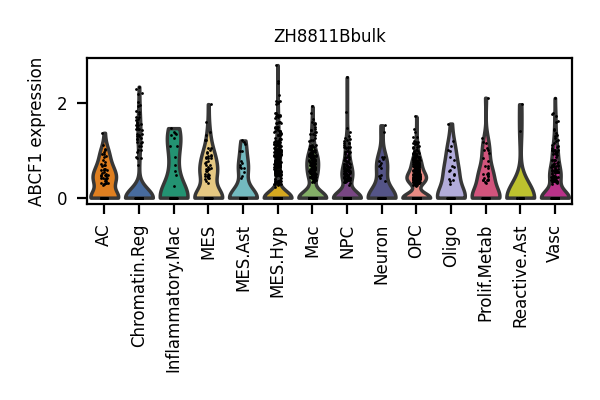 ZH8811Bbulk
ABCF1 expression
2
0
AC
Chromatin.Reg
Inflammatory.Mac
MES
MES.Ast
MES.Hyp
Mac
NPC
Neuron
OPC
Oligo
Prolif.Metab
Reactive.Ast
Vasc